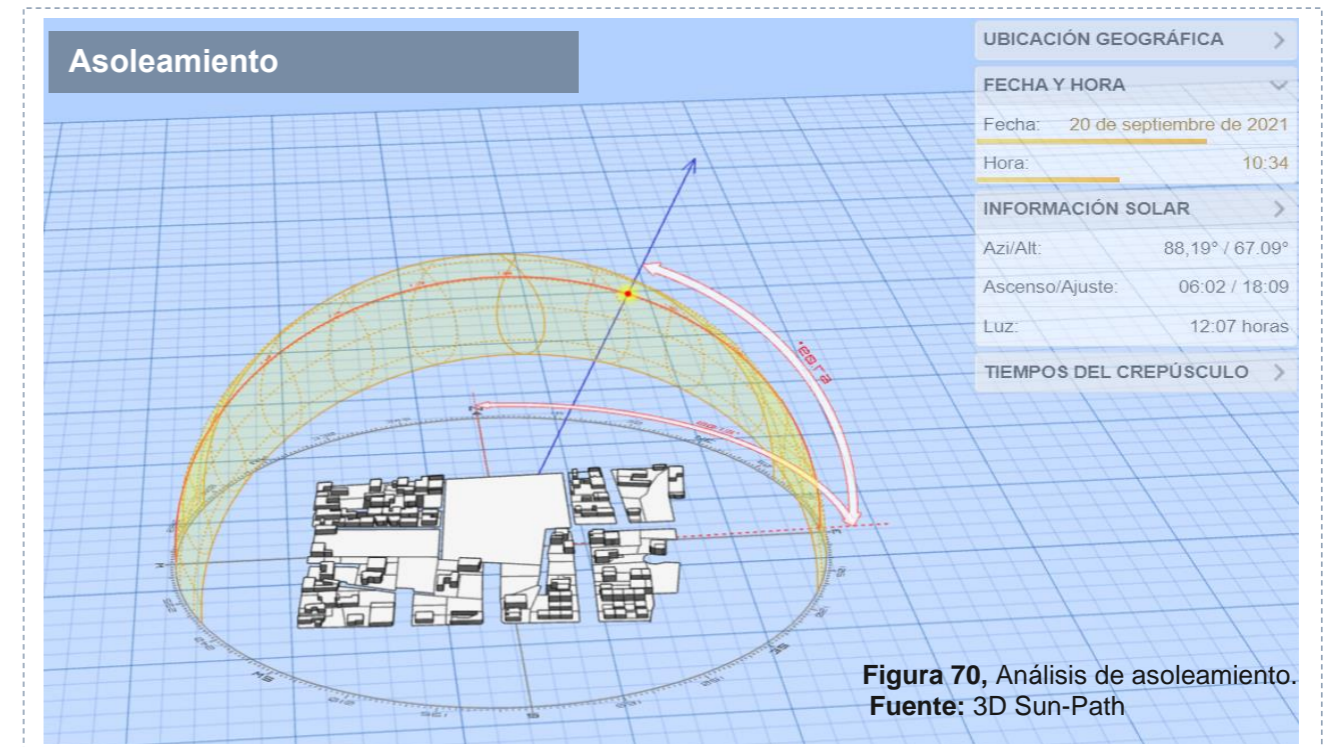 Asoleamiento
UBICACIÓN GEOGRÁFICA
FECHA Y HORA
Fecha: 20 de septiembre de 2021
Hora: 10:34
INFORMACIÓN SOLAR
Azi/Alt: 88,19° / 67.09°
Ascenso/Ajuste: 06:02 / 18:09
Luz: 12:07 horas
TIEMPOS DEL CREPÚSCULO
Figura 70, Análisis de asoleamiento.
Fuente: 3D Sun-Path